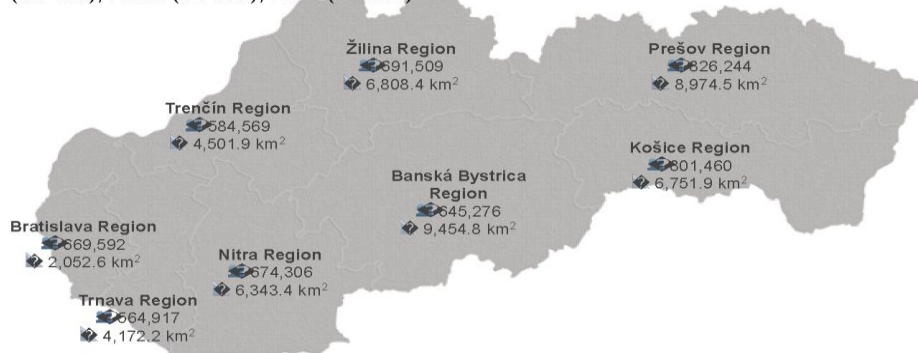 Žilina Region
691,509
6,808.4 km²
Prešov Region
826,244
8,974.5 km²
Trenčín Region
584,569
4,501.9 km²
Košice Region
801,460
6,751.9 km²
Banská Bystrica
Region
645,276
9,454.8 km²
Bratislava Region
669,592
2,052.6 km²
Nitra Region
674,306
6,343.4 km²
Trnava Region
564,917
4,172.2 km²